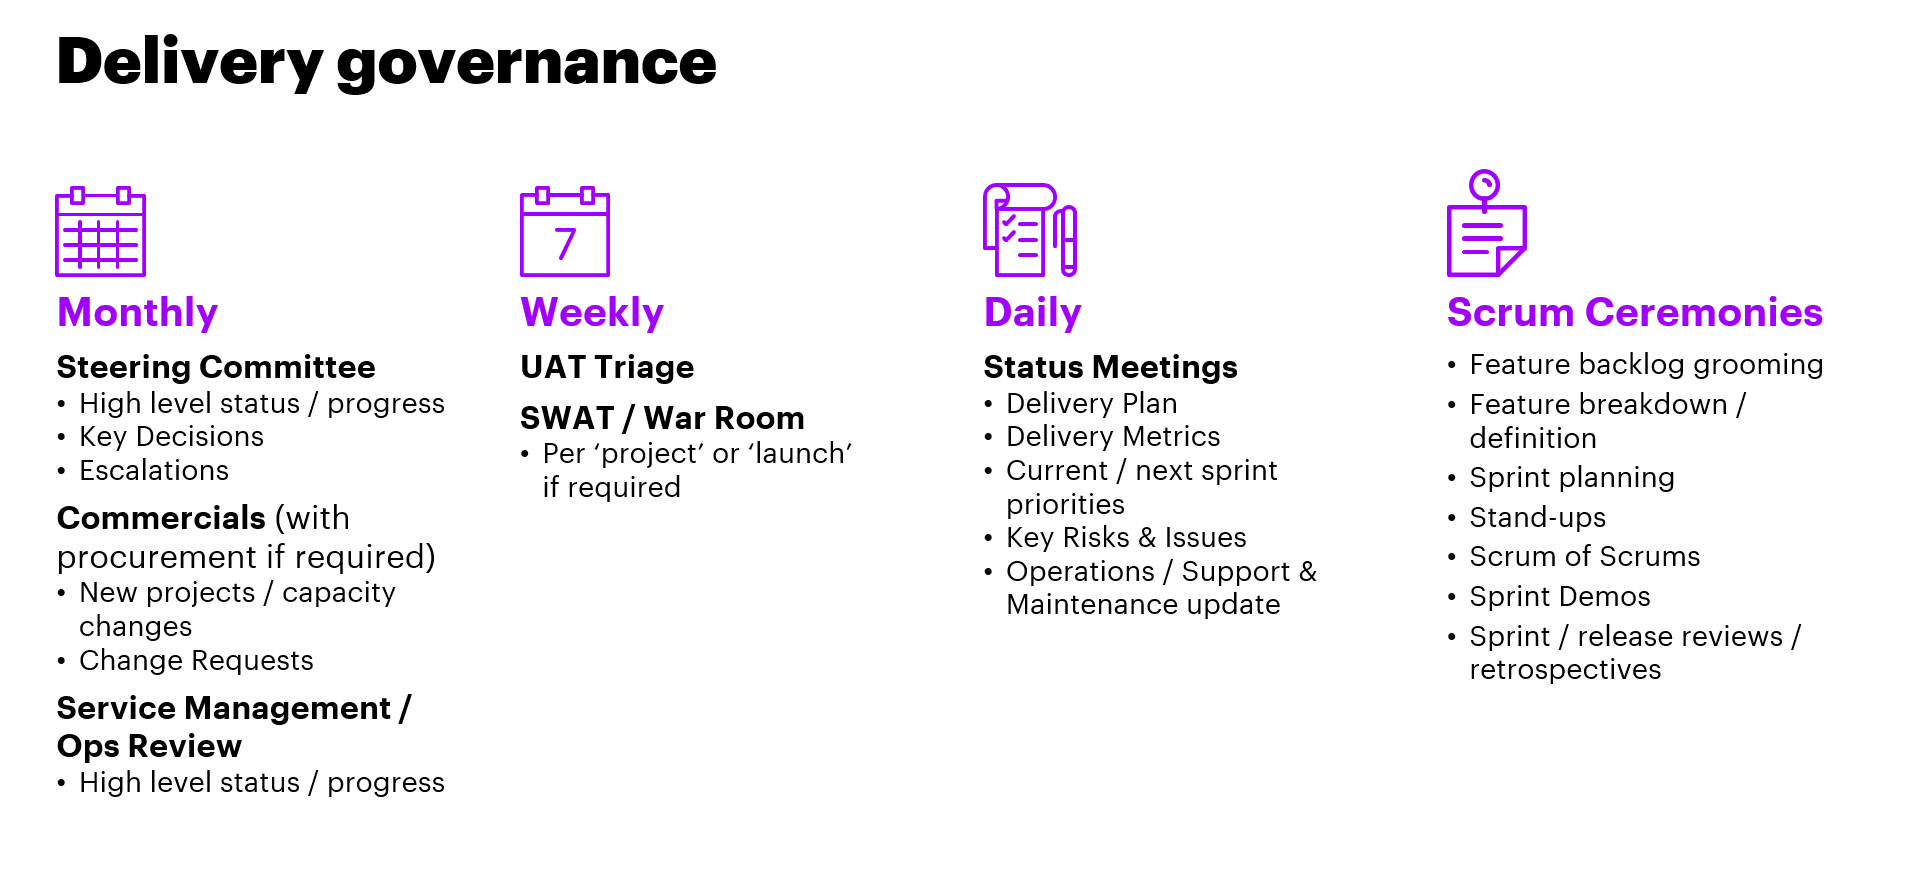 Delivery governance
7
Monthly
Steering Committee
• High level status / progress
• Key Decisions
• Escalations
Commercials (with
procurement if required)
• New projects / capacity
changes
• Change Requests
Service Management /
Ops Review
• High level status / progress
Weekly
UAT Triage
SWAT / War Room
• Per ‘project’ or ‘launch’
if required
Daily
Status Meetings
• Delivery Plan
• Delivery Metrics
• Current / next sprint
priorities
• Key Risks & Issues
• Operations / Support &
Maintenance update
Scrum Ceremonies
• Feature backlog grooming
• Feature breakdown /
definition
• Sprint planning
• Stand-ups
• Scrum of Scrums
• Sprint Demos
• Sprint / release reviews /
retrospectives